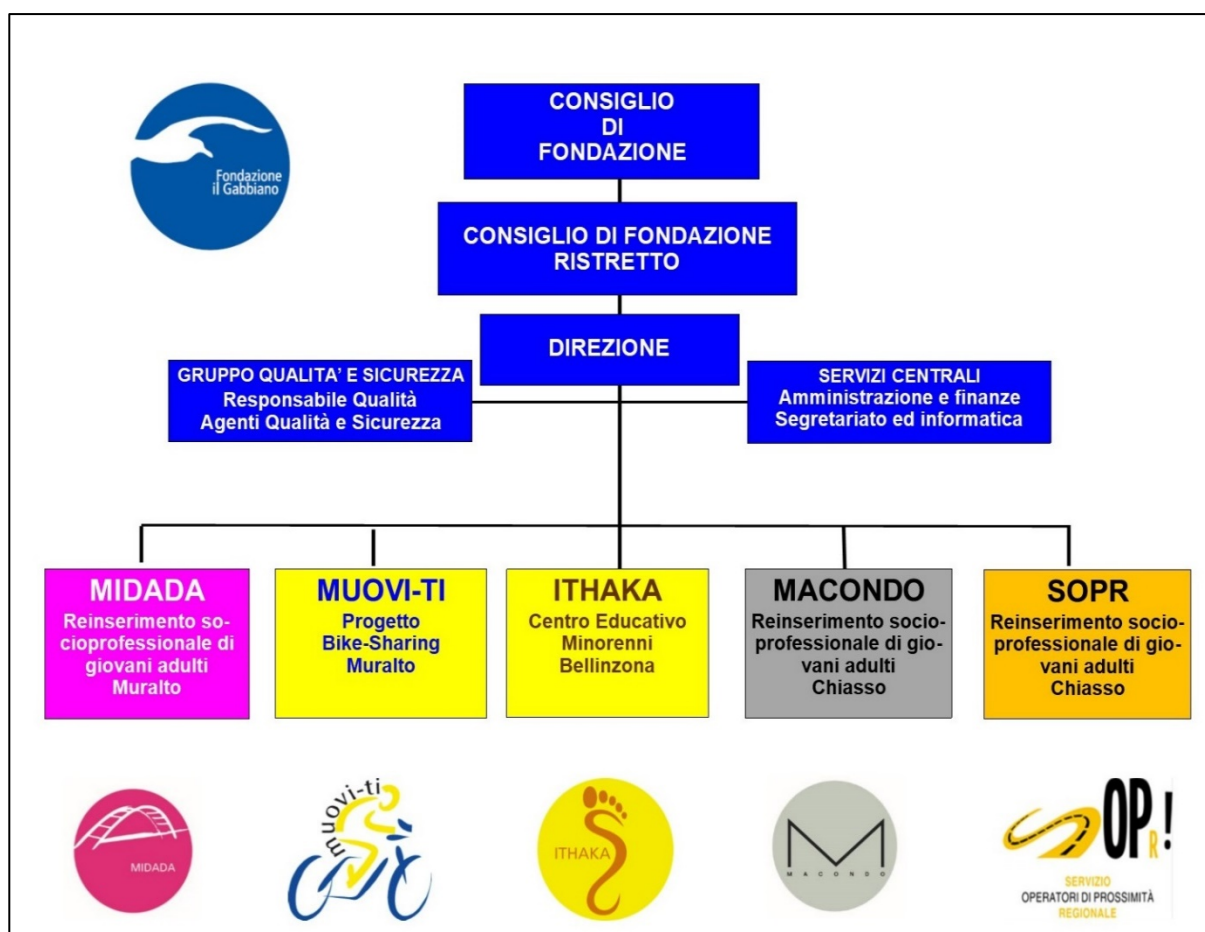 Fondazione
il Gabbiano
CONSIGLIO
DI
FONDAZIONE
CONSIGLIO DI FONDAZIONE
RISTRETTO
DIREZIONE
GRUPPO QUALITA’ E SICUREZZA
Responsabile Qualità
Agenti Qualità e Sicurezza
SERVIZI CENTRALI
Amministrazione e finanze
Segretariato ed informatica
MIDADA
Reinserimento so-
cioprofessionale di
giovani adulti
Muralto
MUOVI-TI
Progetto
Bike-Sharing
Muralto
ITHAKA
Centro Educativo
Minorenni
Bellinzona
MACONDO
Reinserimento socio-
professionale di gio-
vani adulti
Chiasso
SOPR
Reinserimento socio-
professionale di gio-
vani adulti
Chiasso
MIDADA
muovi-ti
ITHAKA
M
MACONDO
SOPR!
SERVIZIO
OPERATORI DI PROSSIMITÀ
REGIONALE